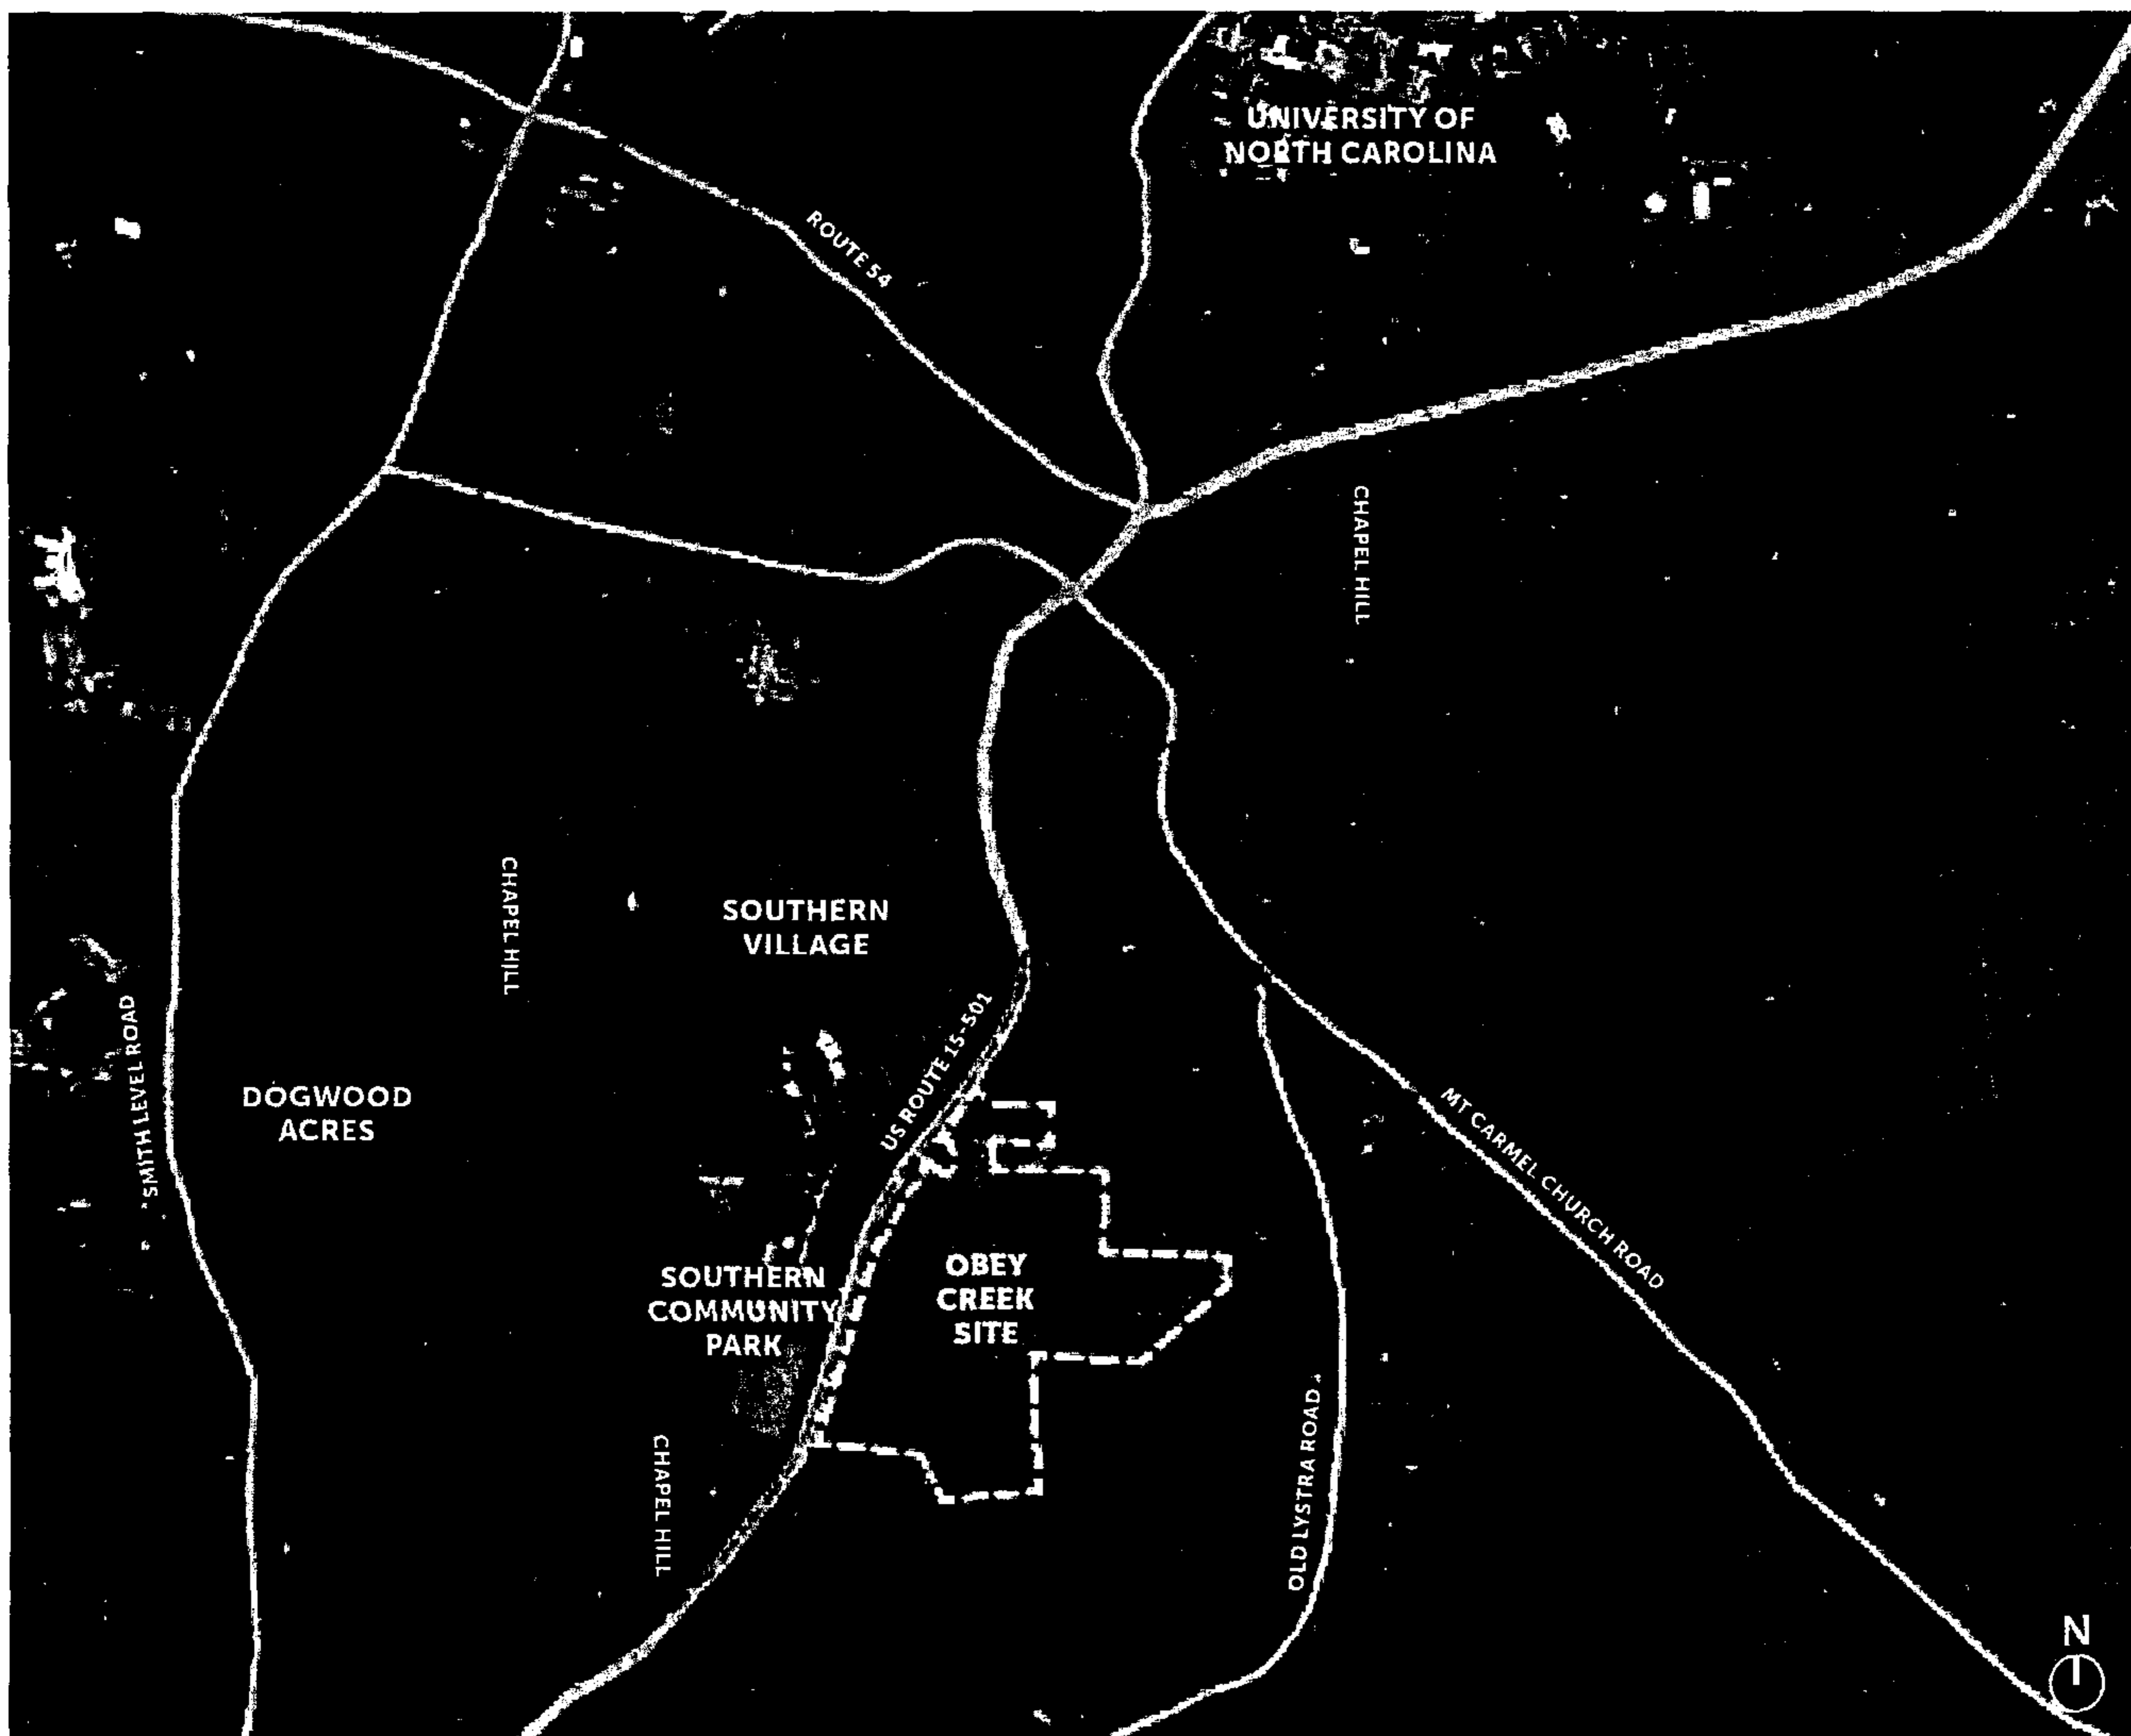 UNIVERSITY OF
NORTH CAROLINA
ROUTE 54
CHAPEL HILL
CHAPEL HILL
SOUTHERN
VILLAGE
SMITH LEVEL ROAD
US ROUTE 15-501
DOGWOOD
ACRES
MT CARMEL CHURCH ROAD
SOUTHERN
COMMUNITY
PARK
OBEY
CREEK
SITE
CHAPEL HILL
OLD LYSTRA ROAD
N